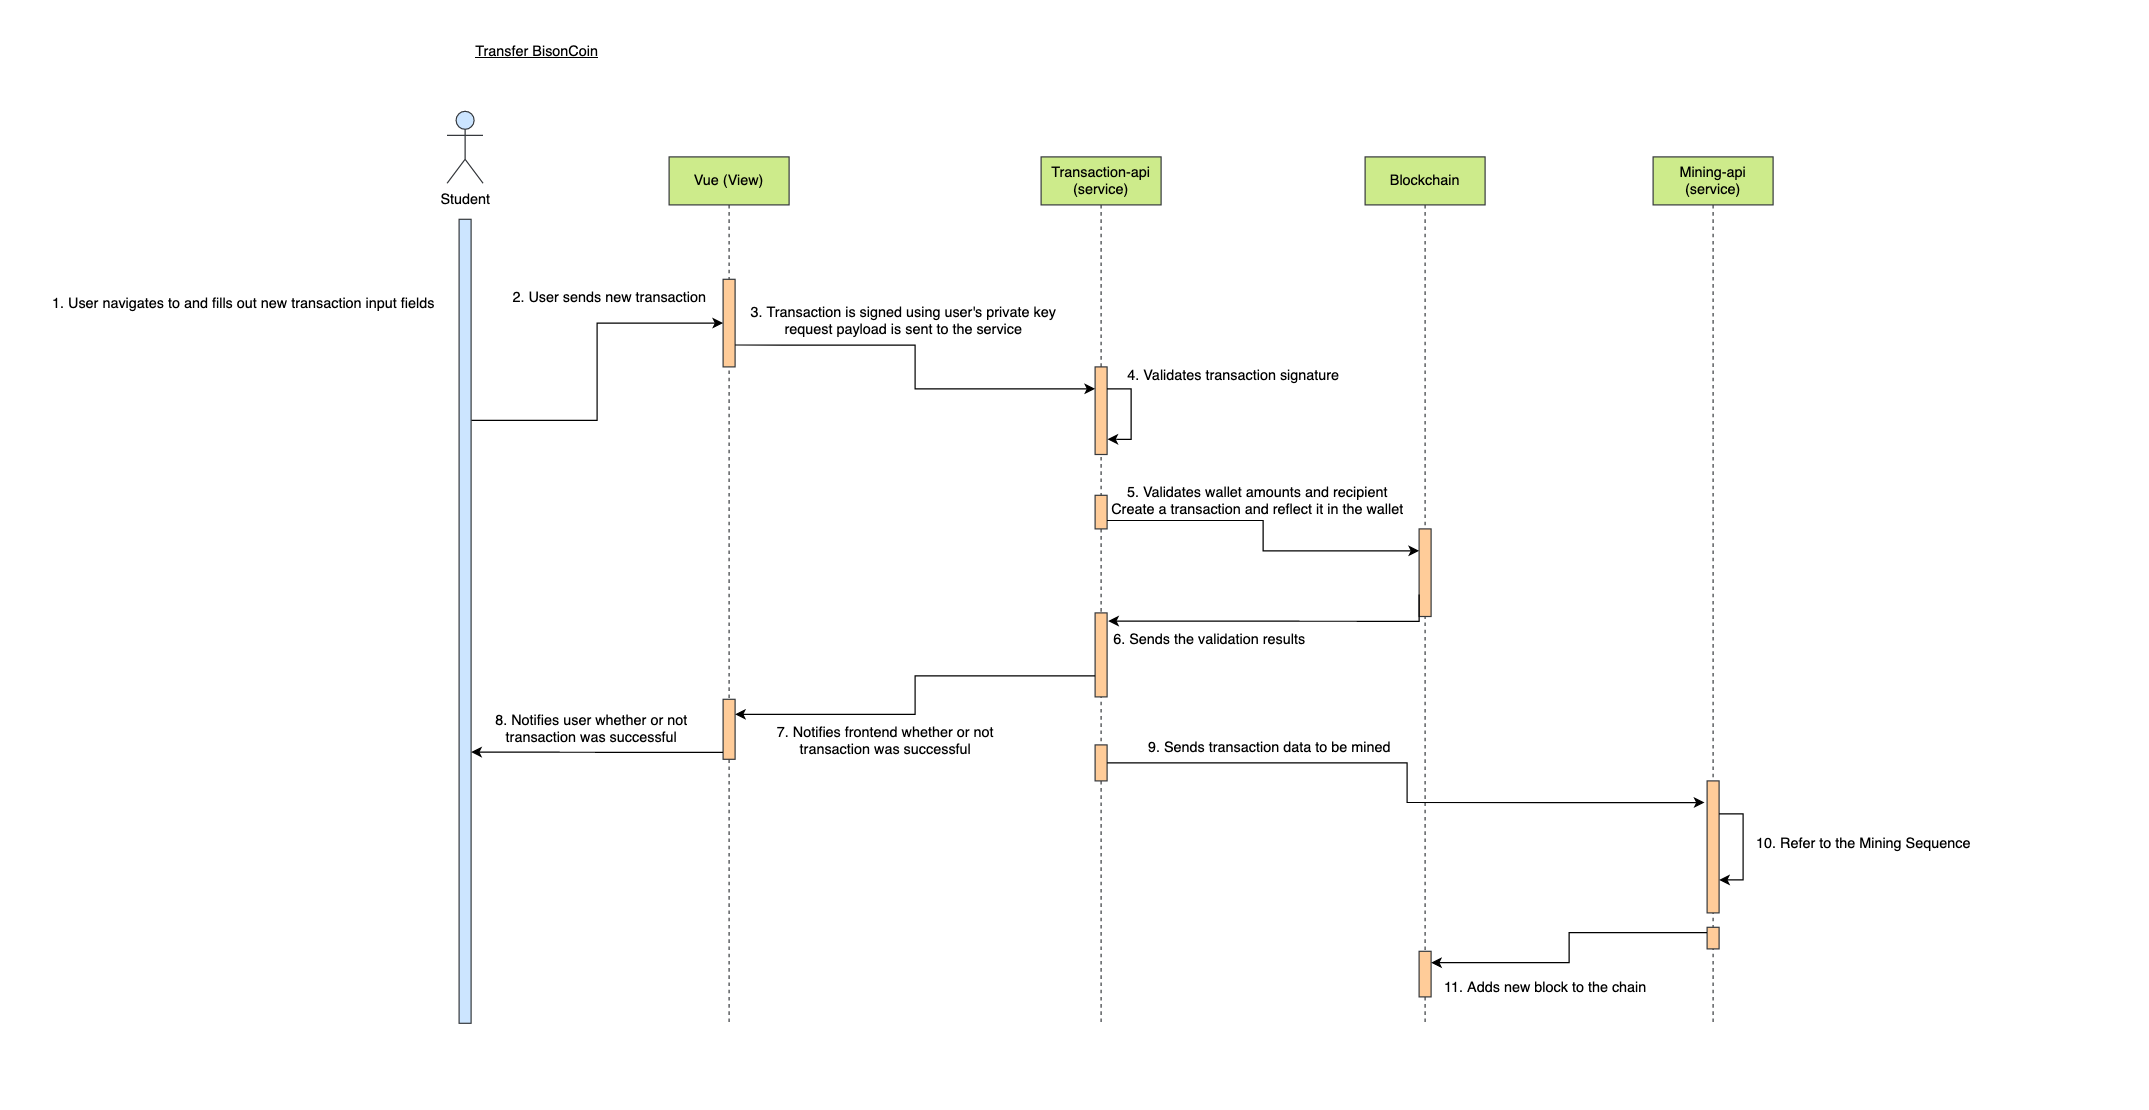 Transfer BisonCoin
Student
Vue (View)
Transaction-api
(service)
Blockchain
Mining-api
(service)
1. User navigates to and fills out new transaction input fields
2. User sends new transaction
3. Transaction is signed using user's private key
request payload is sent to the service
4. Validates transaction signature
5. Validates wallet amounts and recipient
Create a transaction and reflect it in the wallet
6. Sends the validation results
7. Notifies frontend whether or not
transaction was successful
8. Notifies user whether or not
transaction was successful
9. Sends transaction data to be mined
10. Refer to the Mining Sequence
11. Adds new block to the chain